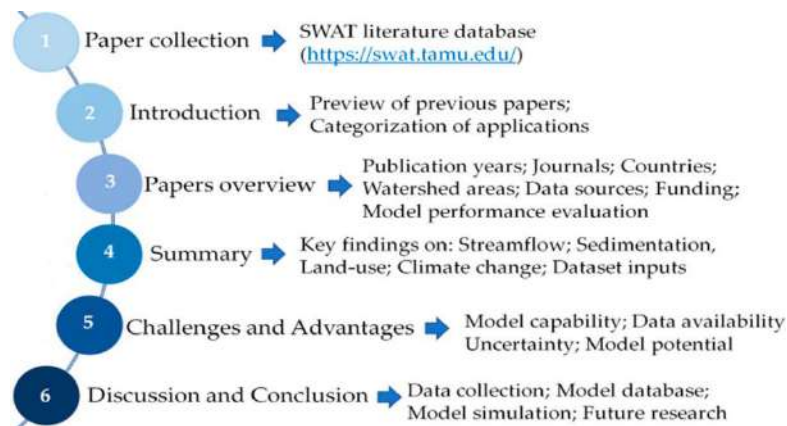 1 Paper collection SWAT literature database
(https://swat.tamu.edu/)
2 Introduction Preview of previous papers;
Categorization of applications
3 Papers overview Publication years; Journals; Countries;
Watershed areas; Data sources; Funding;
Model performance evaluation
4 Summary Key findings on: Streamflow; Sedimentation,
Land-use; Climate change; Dataset inputs
5 Challenges and Advantages Model capability; Data availability
Uncertainty; Model potential
6 Discussion and Conclusion Data collection; Model database;
Model simulation; Future research